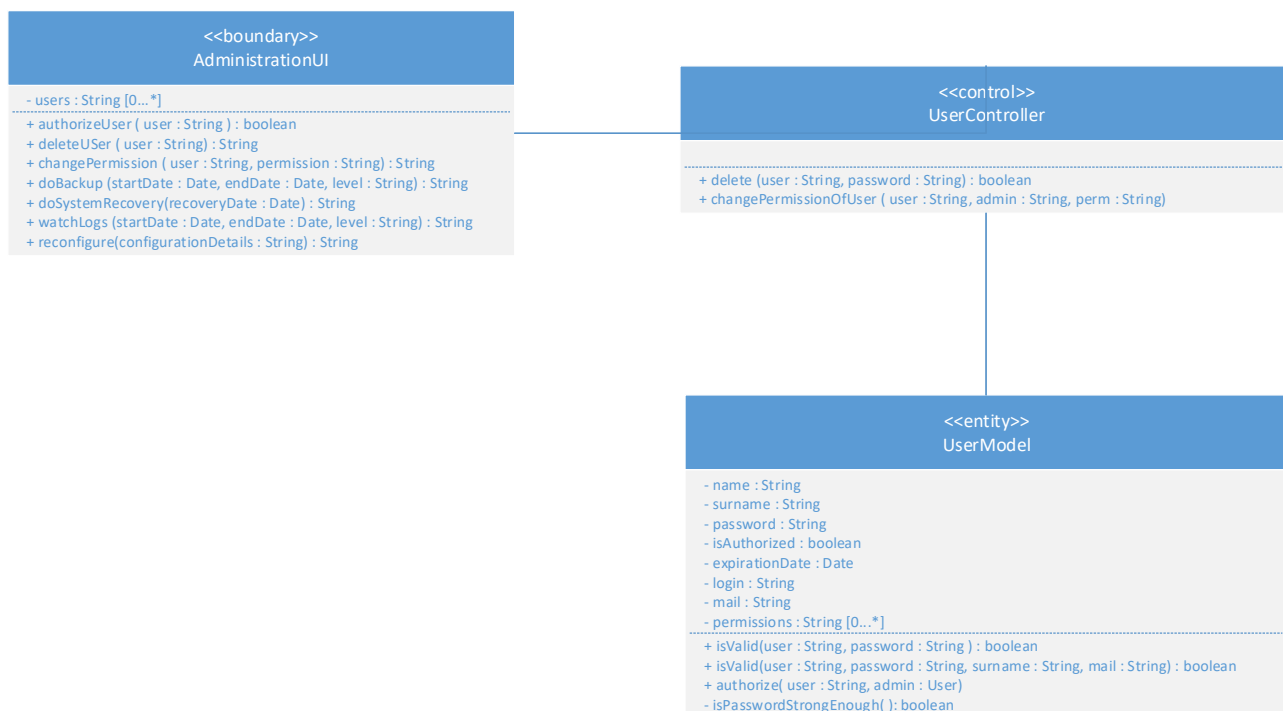 <<boundary>>
AdministrationUI
- users : String [0...*]
+ authorizeUser ( user : String ) : boolean
+ deleteUSer ( user : String) : String
+ changePermission ( user : String, permission : String) : String
+ doBackup (startDate : Date, endDate : Date, level : String) : String
+ doSystemRecovery(recoveryDate : Date) : String
+ watchLogs (startDate : Date, endDate : Date, level : String) : String
+ reconfigure(configurationDetails : String) : String
<<control>>
UserController
+ delete (user : String, password : String) : boolean
+ changePermissionOfUser ( user : String, admin : String, perm : String)
<<entity>>
UserModel
- name : String
- surname : String
- password : String
- isAuthorized : boolean
- expirationDate : Date
- login : String
- mail : String
- permissions : String [0...*]
+ isValid(user : String, password : String ) : boolean
+ isValid(user : String, password : String, surname : String, mail : String) : boolean
+ authorize( user : String, admin : User)
- isPasswordStrongEnough( ): boolean